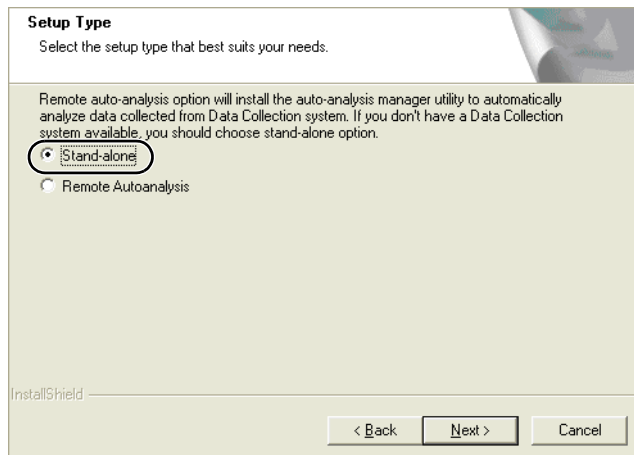 Setup Type
Select the setup type that best suits your needs.
Remote auto-analysis option will install the auto-analysis manager utility to automatically
analyze data collected from Data Collection system. If you don't have a Data Collection
system available, you should choose stand-alone option.
Stand-alone
Remote Autoanalysis
InstallShield
< Back
Next >
Cancel